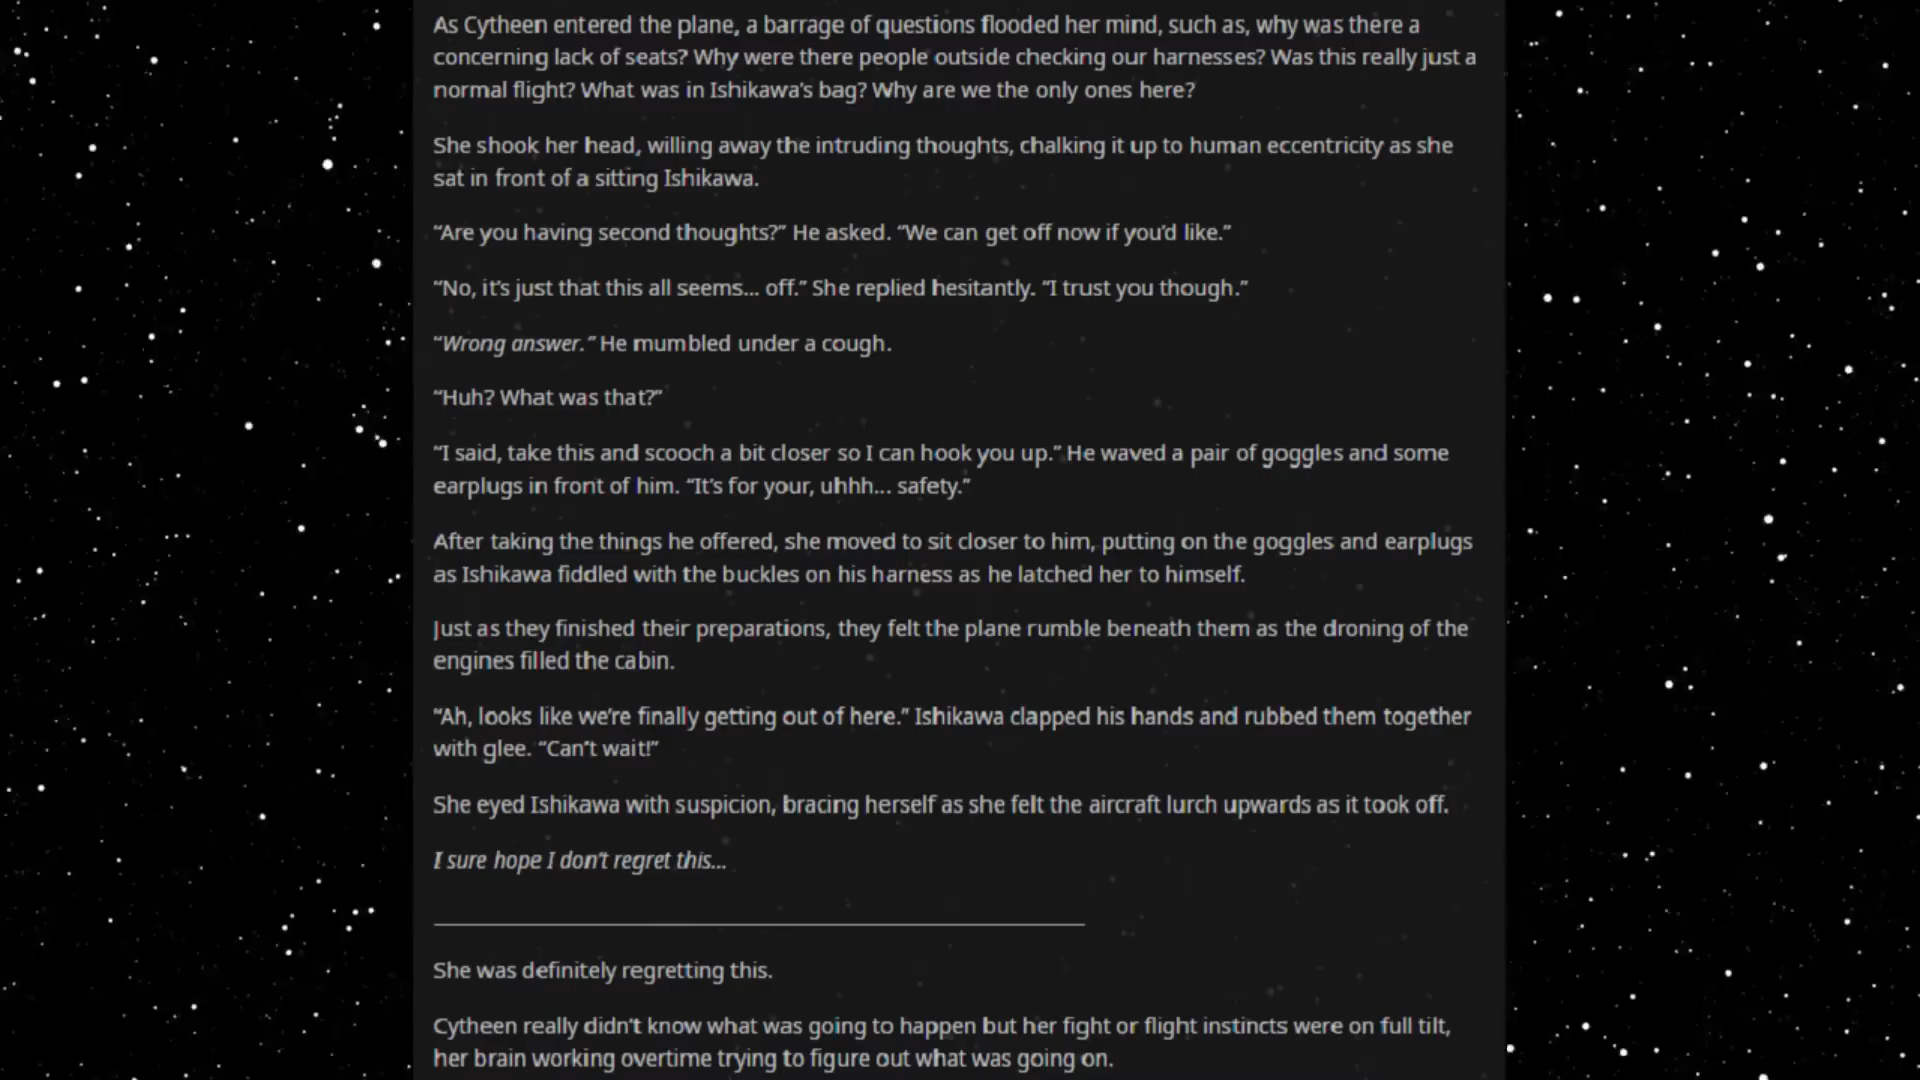 As Cytheen entered the plane, a barrage of questions flooded her mind, such as, why was there a
concerning lack of seats? Why were there people outside checking our harnesses? Was this really just a
normal flight? What was in Ishikawa’s bag? Why are we the only ones here?
She shook her head, willing away the intruding thoughts, chalking it up to human eccentricity as she
sat in front of a sitting Ishikawa.
“Are you having second thoughts?” He asked. “We can get off now if you’d like.”
“No, it’s just that this all seems... off.” She replied hesitantly. “I trust you though.”
“Wrong answer.” He mumbled under a cough.
“Huh? What was that?”
“I said, take this and scooch a bit closer so I can hook you up.” He waved a pair of goggles and some
earplugs in front of him. “It’s for your, uhhh... safety.”
After taking the things he offered, she moved to sit closer to him, putting on the goggles and earplugs
as Ishikawa fiddled with the buckles on his harness as he latched her to himself.
Just as they finished their preparations, they felt the plane rumble beneath them as the droning of the
engines filled the cabin.
“Ah, looks like we’re finally getting out of here.” Ishikawa clapped his hands and rubbed them together
with glee. “Can’t wait!”
She eyed Ishikawa with suspicion, bracing herself as she felt the aircraft lurch upwards as it took off.
I sure hope I don’t regret this...
She was definitely regretting this.
Cytheen really didn’t know what was going to happen but her fight or flight instincts were on full tilt,
her brain working overtime trying to figure out what was going on.